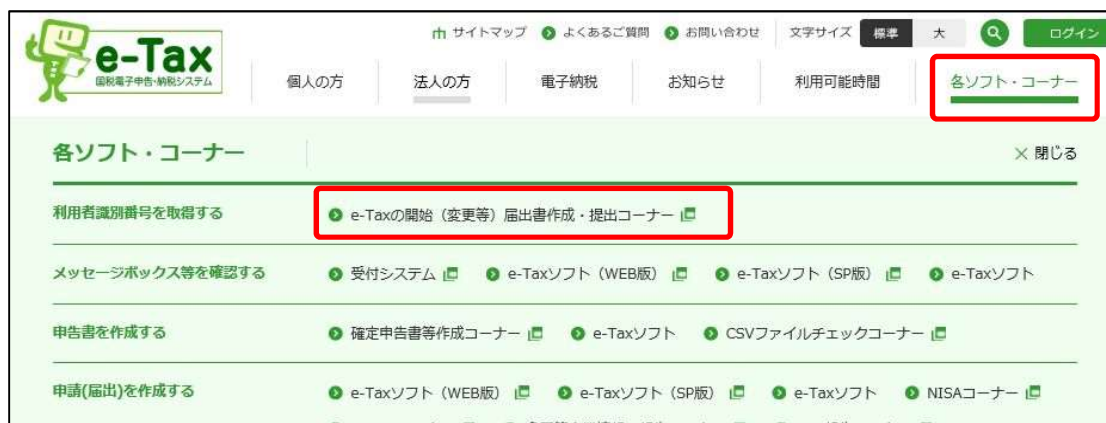 サイトマップ よくあるご質問 お問い合わせ 文字サイズ 標準 大 ログイン
e-Tax
国税電子申告・納税システム
個人の方 法人の方 電子納税 お知らせ 利用可能時間 各ソフト・コーナー
各ソフト・コーナー 閉じる
利用者識別番号を取得する e-Taxの開始（変更等）届出書作成・提出コーナー
メッセージボックス等を確認する 受付システム e-Taxソフト（WEB版） e-Taxソフト（SP版） e-Taxソフト
申告書を作成する 確定申告書等作成コーナー e-Taxソフト CSVファイルチェックコーナー
申請(届出)を作成する e-Taxソフト（WEB版） e-Taxソフト（SP版） e-Taxソフト NISAコーナー